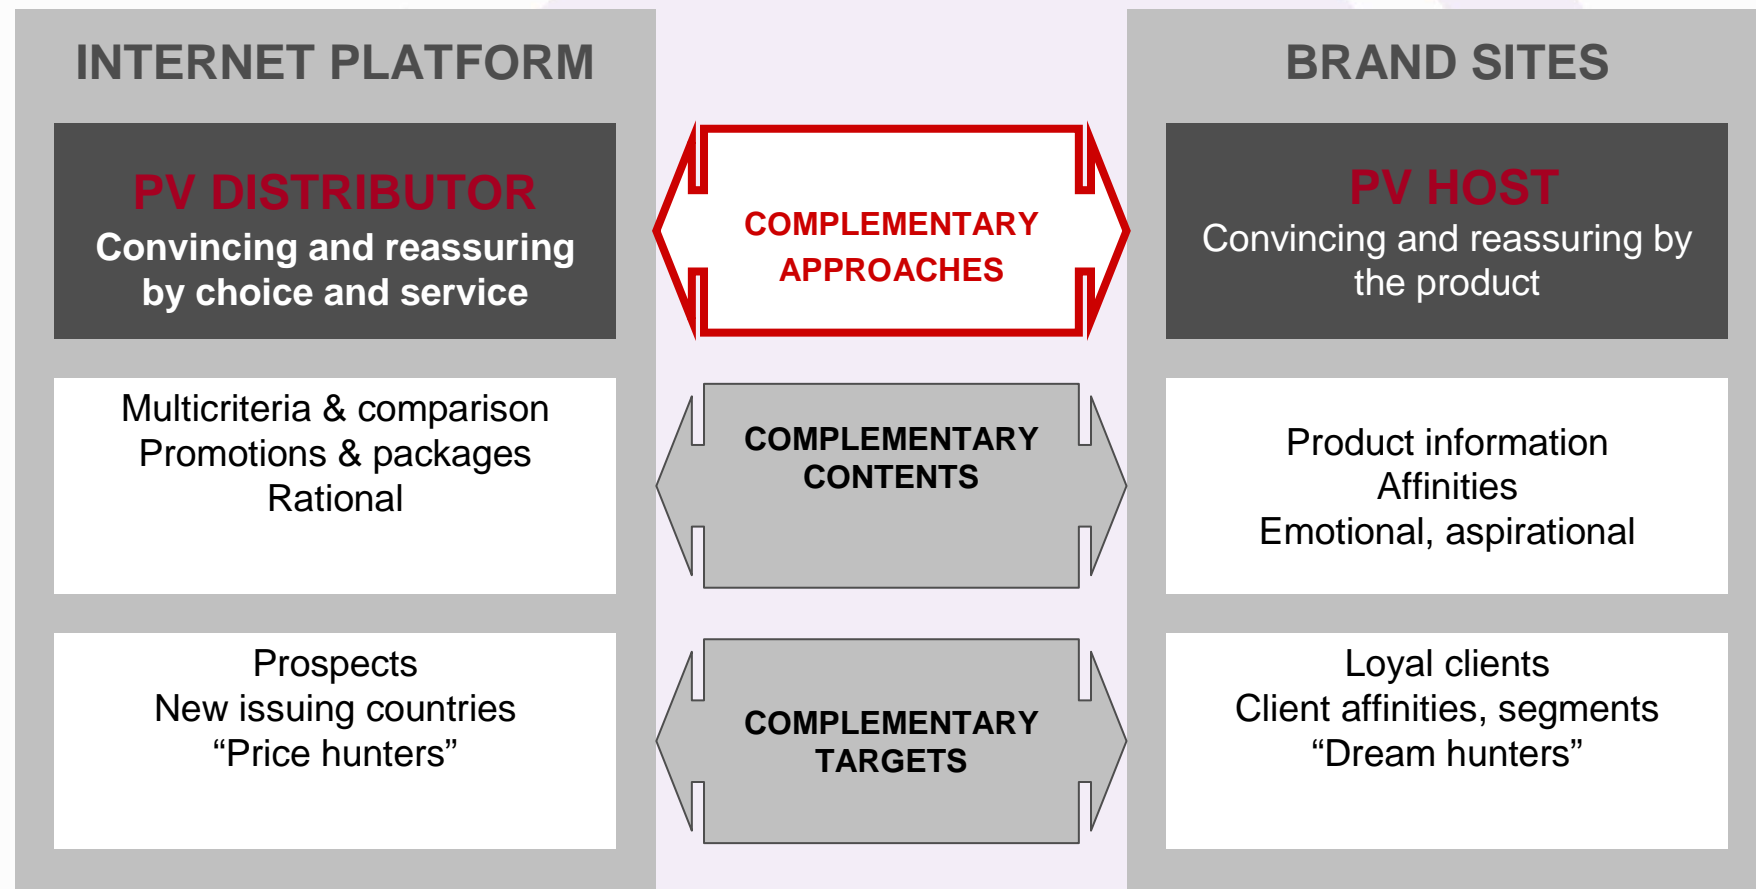 INTERNET PLATFORM
PV DISTRIBUTOR
Convincing and reassuring
by choice and service
Multicriteria & comparison
Promotions & packages
Rational
Prospects
New issuing countries
“Price hunters”
COMPLEMENTARY
APPROACHES
COMPLEMENTARY
CONTENTS
COMPLEMENTARY
TARGETS
BRAND SITES
PV HOST
Convincing and reassuring by
the product
Product information
Affinities
Emotional, aspirational
Loyal clients
Client affinities, segments
“Dream hunters”